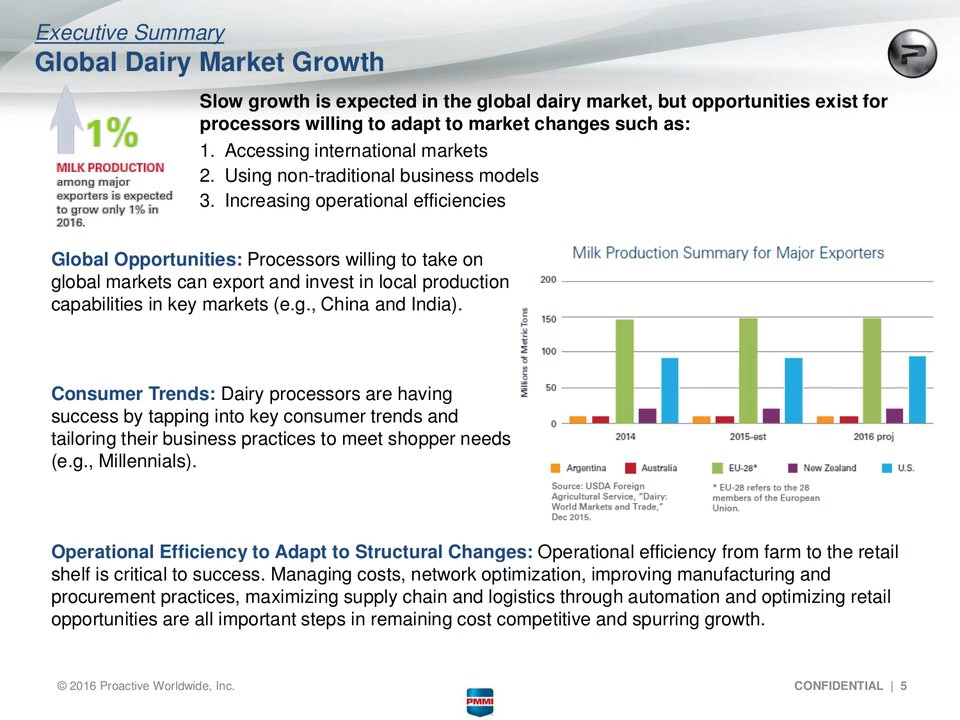 Executive Summary
Global Dairy Market Growth
1%
MILK PRODUCTION
among major
exporters is expected
to grow only 1% in
2016.
Slow growth is expected in the global dairy market, but opportunities exist for
processors willing to adapt to market changes such as:
1. Accessing international markets
2. Using non-traditional business models
3. Increasing operational efficiencies
Global Opportunities: Processors willing to take on
global markets can export and invest in local production
capabilities in key markets (e.g., China and India).
Consumer Trends: Dairy processors are having
success by tapping into key consumer trends and
tailoring their business practices to meet shopper needs
(e.g., Millennials).
Milk Production Summary for Major Exporters
Millions of Metric Tons
200
150
100
50
0
2014 2015-est 2016 proj
Argentina Australia EU-28* New Zealand U.S.
Source: USDA Foreign
Agricultural Service, “Dairy:
World Markets and Trade,”
Dec 2015.
* EU-28 refers to the 28
members of the European
Union.
Operational Efficiency to Adapt to Structural Changes: Operational efficiency from farm to the retail
shelf is critical to success. Managing costs, network optimization, improving manufacturing and
procurement practices, maximizing supply chain and logistics through automation and optimizing retail
opportunities are all important steps in remaining cost competitive and spurring growth.
© 2016 Proactive Worldwide, Inc.
PMMI
CONFIDENTIAL | 5